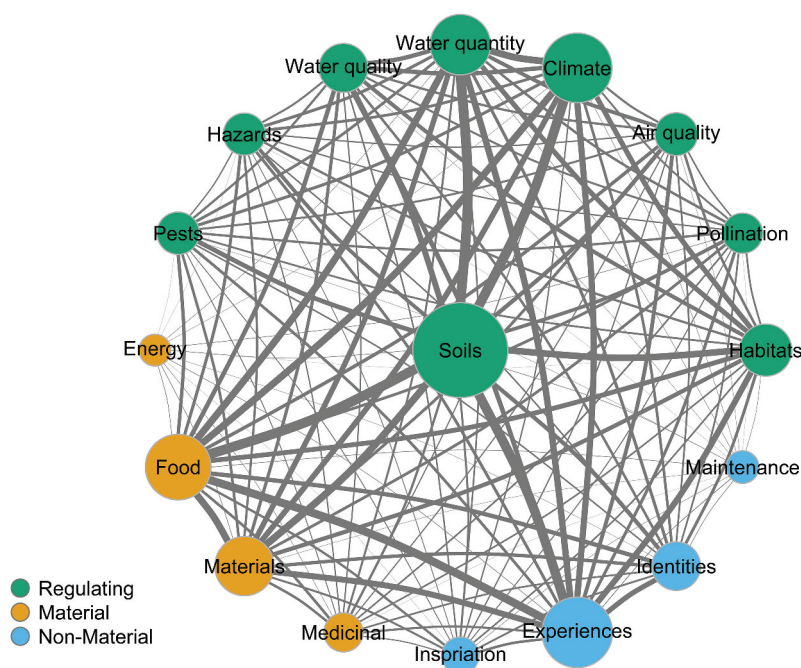 Water quantity
Water quality
Climate
Hazards
Air quality
Pests
Pollination
Energy
Soils
Habitats
Food
Maintenance
Materials
Identities
Medicinal
Inspriation
Experiences
Regulating
Material
Non-Material